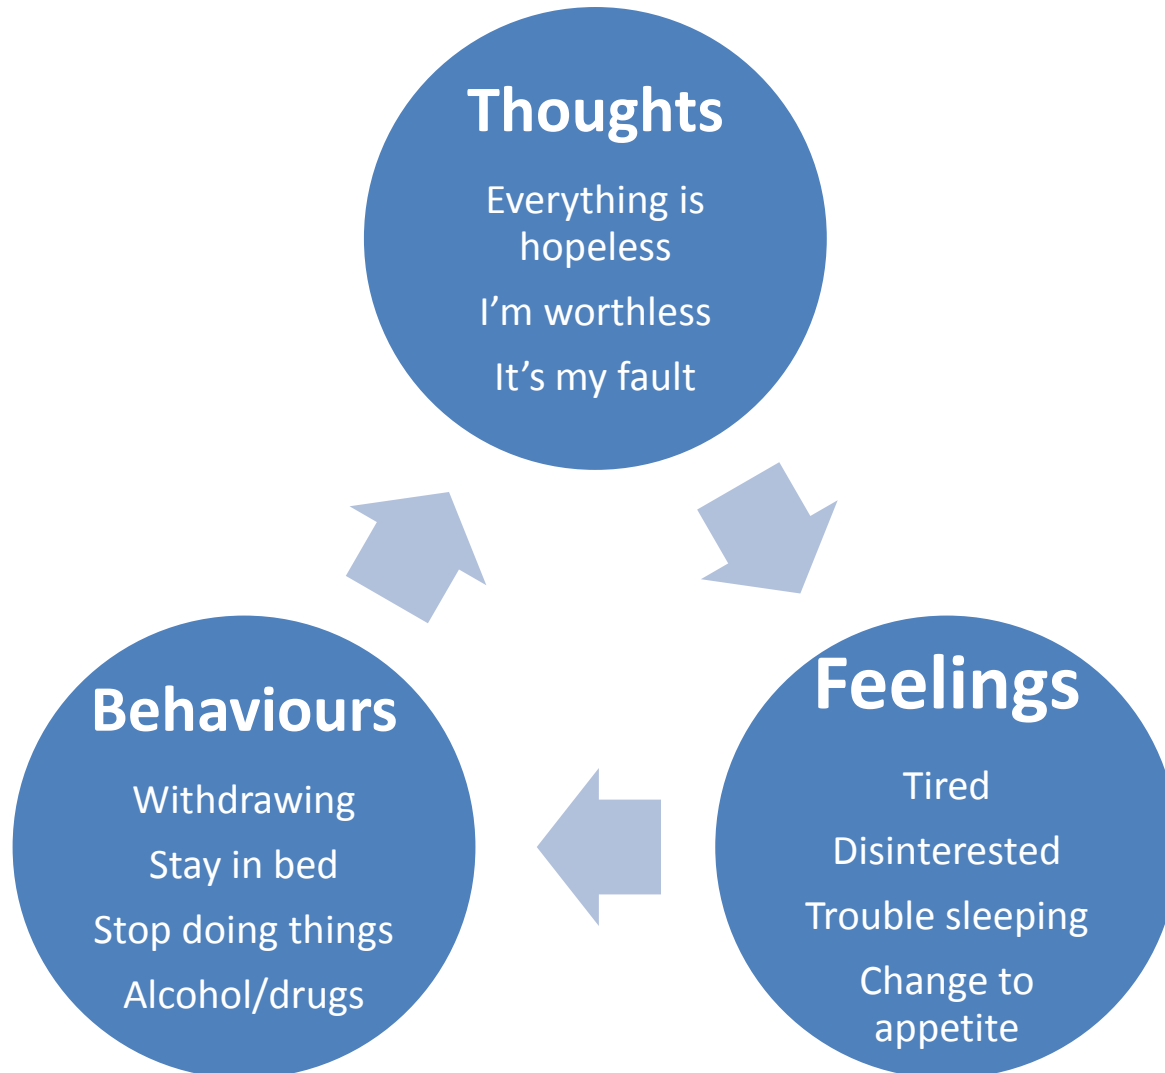 Thoughts
Everything is
hopeless
I’m worthless
It’s my fault
Feelings
Tired
Disinterested
Trouble sleeping
Change to
appetite
Behaviours
Withdrawing
Stay in bed
Stop doing things
Alcohol/drugs